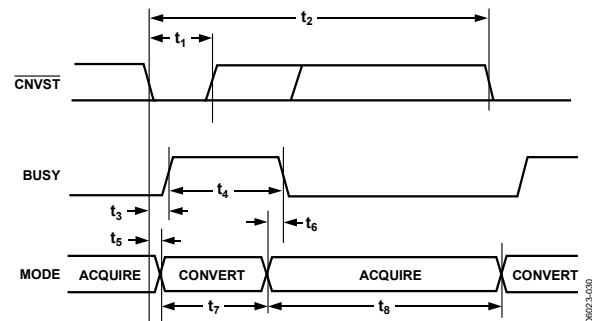 t2
t1
CNVST
BUSY
t4
t3
t6
t5
MODE ACQUIRE CONVERT ACQUIRE CONVERT
t7 t8
06023-030